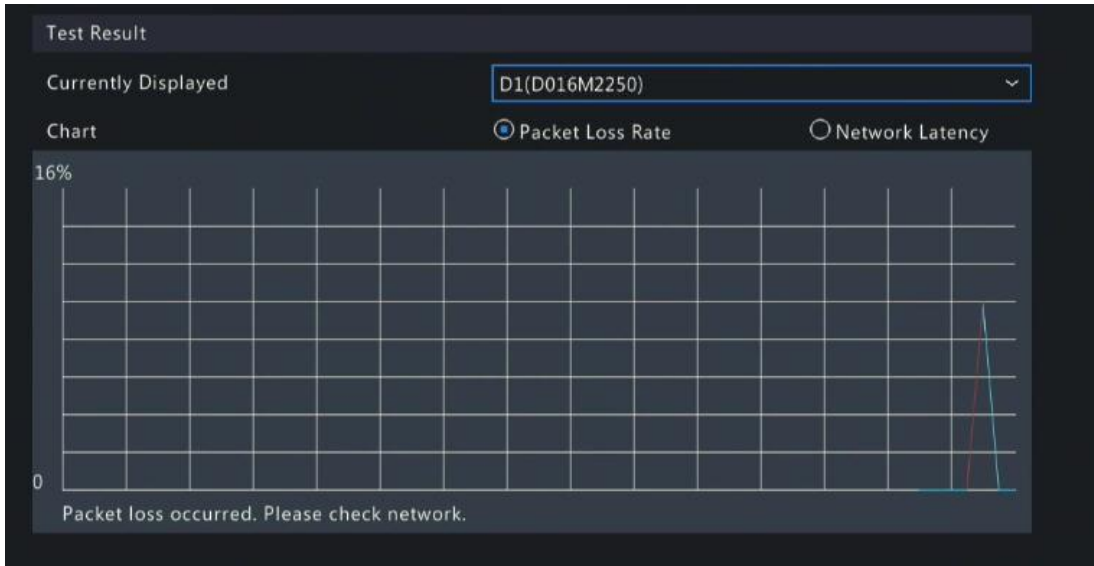 Test Result
Currently Displayed D1(D016M2250)
Chart Packet Loss Rate Network Latency
16%
0
Packet loss occurred. Please check network.